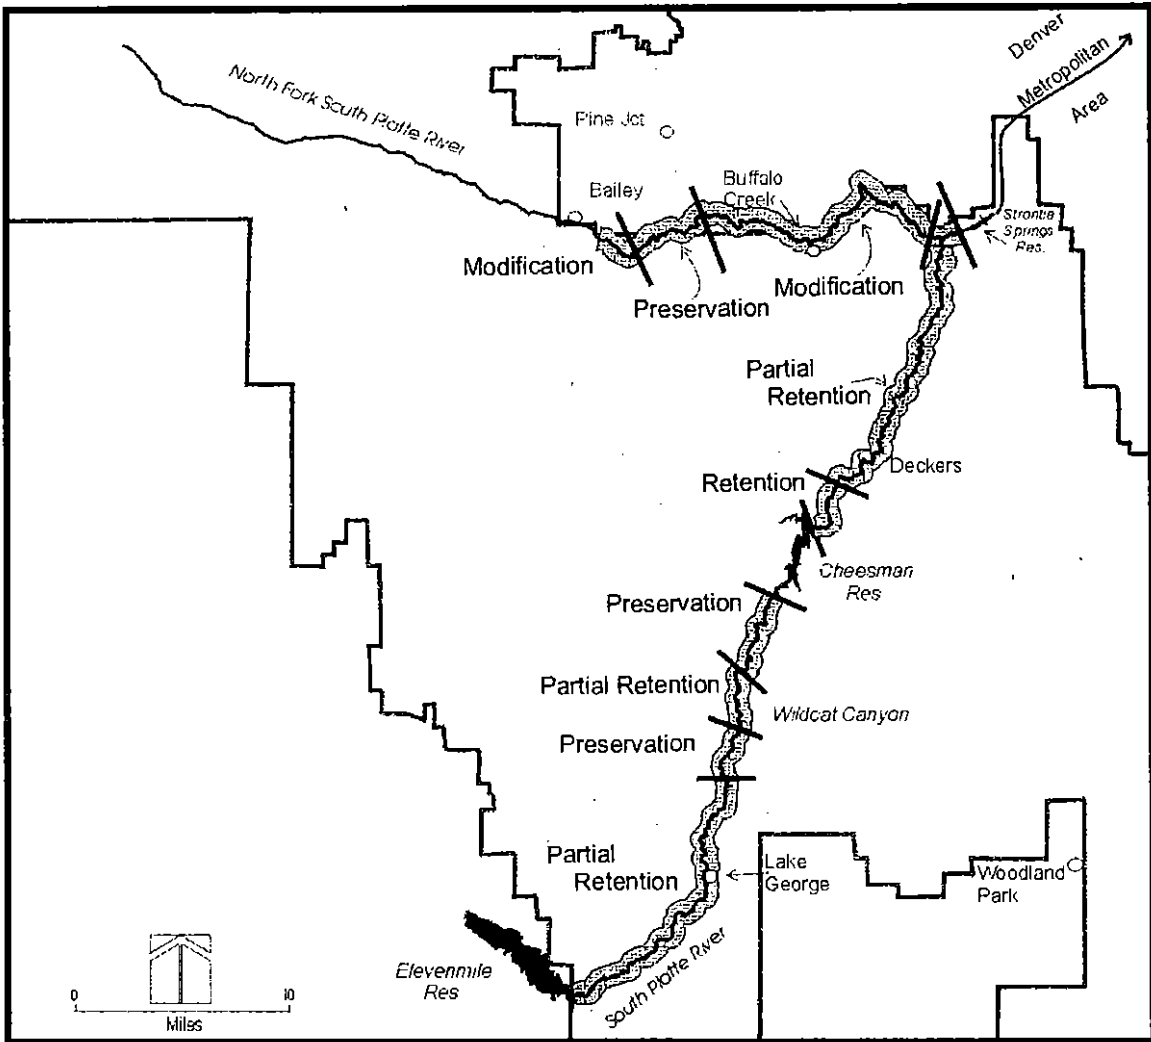 Denver
Metropolitan
Area
North Fork South Platte River
Pine Jct
Bailey
Buffalo
Creek
Strontia
Springs
Res.
Modification
Preservation
Modification
Partial
Retention
Deckers
Retention
Cheesman
Res
Preservation
Partial Retention
Wildcat Canyon
Preservation
Partial
Retention
Lake
George
Woodland
Park
Elevenmile
Res
South Platte River
0 10
Miles